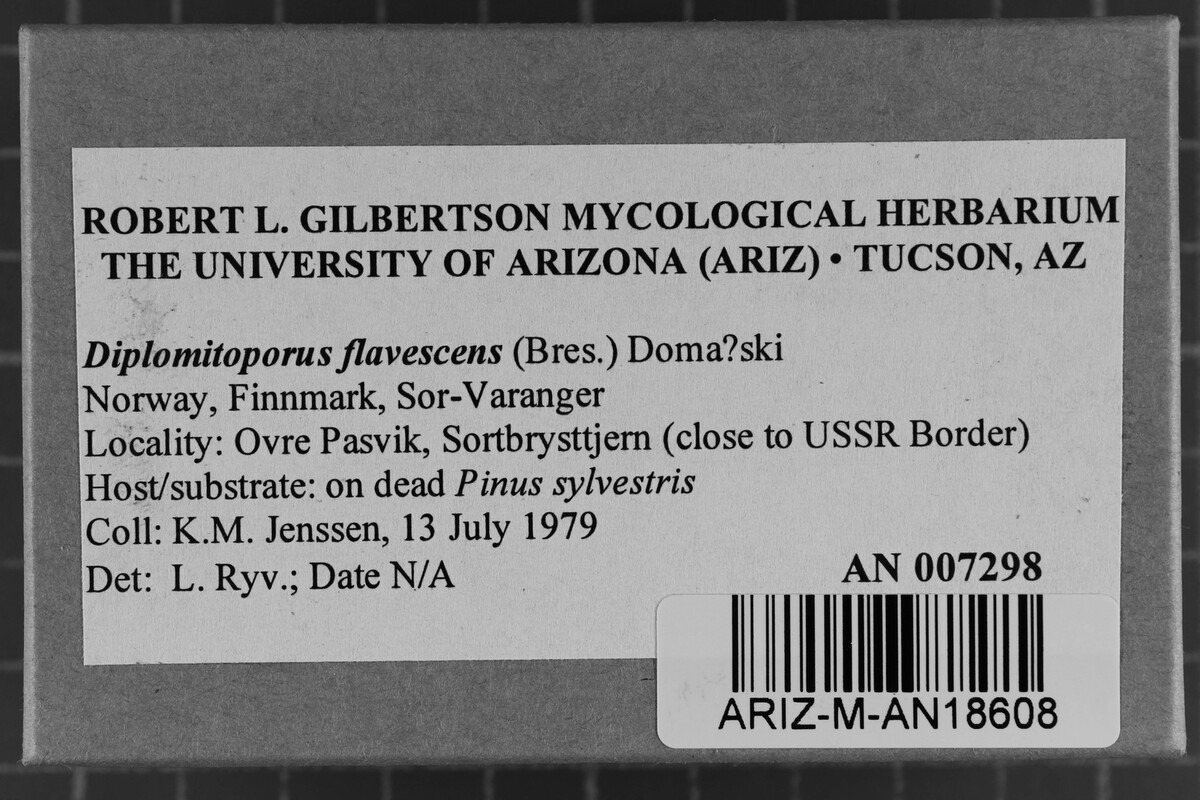 ROBERT L. GILBERTSON MYCOLOGICAL HERBARIUM
THE UNIVERSITY OF ARIZONA (ARIZ) • TUCSON, AZ
Diplomitoporus flavescens (Bres.) Doma?ski
Norway, Finnmark, Sor-Varanger
Locality: Ovre Pasvik, Sortbrysttjern (close to USSR Border)
Host/substrate: on dead Pinus sylvestris
Coll: K.M. Jenssen, 13 July 1979
Det: L. Ryv.; Date N/A
AN 007298
ARIZ-M-AN18608